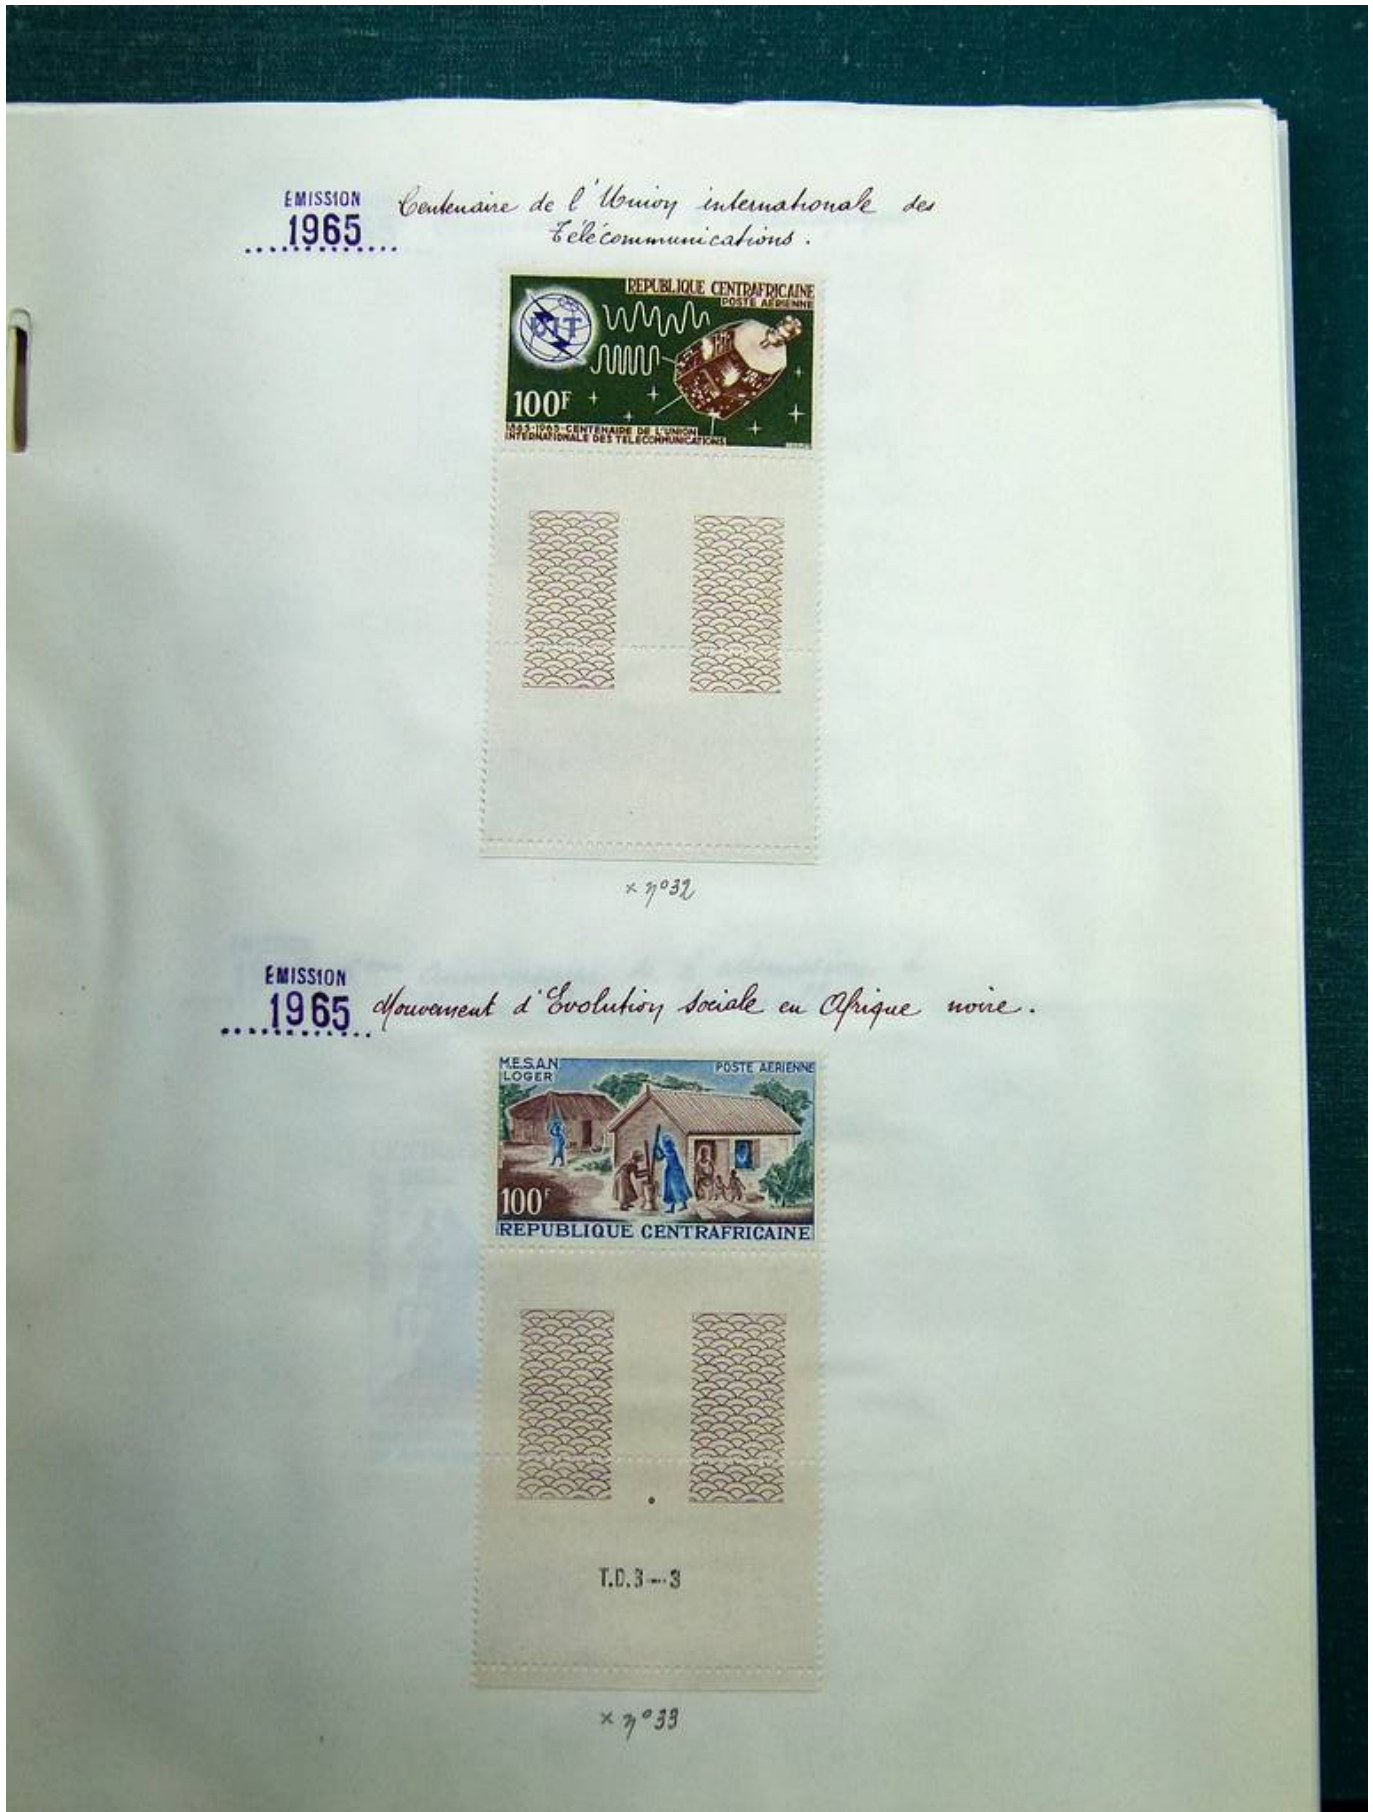 EMISSION
1965
Centenaire de l'Union internationale des
Télécommunications.
REPUBLIQUE CENTRAFRICAINE
POSTE AERIENNE
UIT
100F
1865-1965-CENTENAIRE DE L'UNION
INTERNATIONALE DES TELECOMMUNICATIONS
× n°32
EMISSION
1965
Mouvement d'Evolution sociale en Afrique noire.
M.E.S.A.N.
LOGER
POSTE AERIENNE
100F
REPUBLIQUE CENTRAFRICAINE
T.D.3--3
× n°33